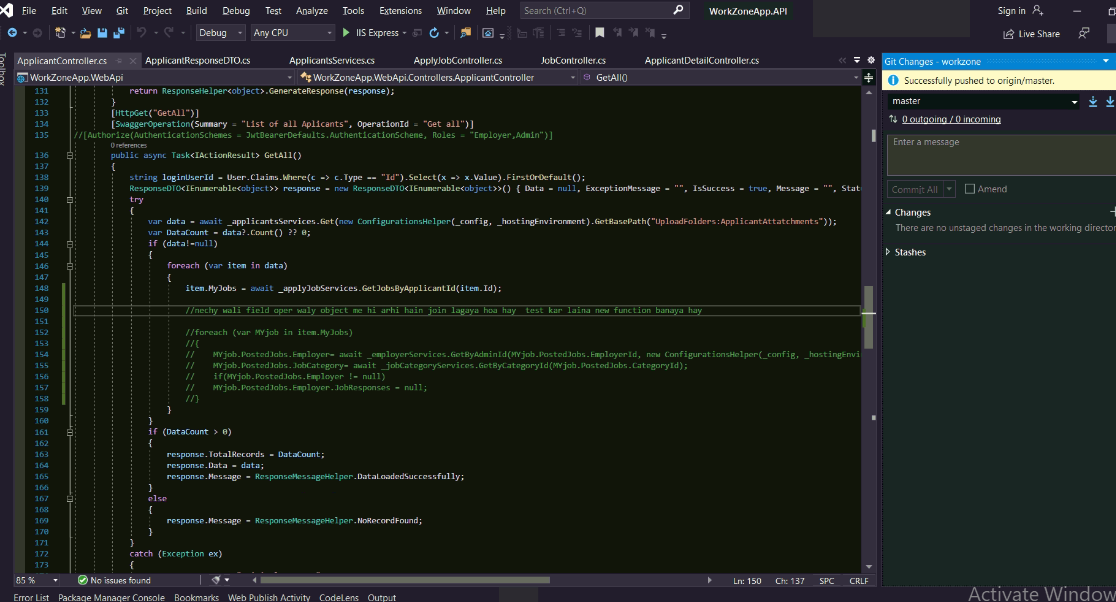 File Edit View Git Project Build Debug Test Analyze Tools Extensions Window Help Search (Ctrl+Q) WorkZoneApp.API Sign in
Debug Any CPU IIS Express Live Share
Toolbox
ApplicantController.cs ApplicantResponseDTO.cs ApplicantsServices.cs ApplyJobController.cs JobController.cs ApplicantDetailController.cs
WorkZoneApp.WebApi WorkZoneApp.WebApi.Controllers.ApplicantController GetAll()
131 return ResponseHelper<object>.GenerateResponse(response);
132 }
133 [HttpGet("GetAll")]
134 [SwaggerOperation(Summary = "List of all Aplicants", OperationId = "Get all")]
135 //[Authorize(AuthenticationSchemes = JwtBearerDefaults.AuthenticationScheme, Roles = "Employer,Admin")]
0 references
136 public async Task<IActionResult> GetAll()
137 {
138 string loginUserId = User.Claims.Where(c => c.Type == "Id").Select(x => x.Value).FirstOrDefault();
139 ResponseDTO<IEnumerable<object>> response = new ResponseDTO<IEnumerable<object>>() { Data = null, ExceptionMessage = "", IsSuccess = true, Message = "", Stat
140 try
141 {
142 var data = await _applicantsServices.Get(new ConfigurationsHelper(_config, _hostingEnvironment).GetBasePath("UploadFolders:ApplicantAttatchments"));
143 var DataCount = data?.Count() ?? 0;
144 if (data!=null)
145 {
146 foreach (var item in data)
147 {
148 item.MyJobs = await _applyJobServices.GetJobsByApplicantId(item.Id);
149
150 //nechy wali field oper waly object me hi arhi hain join lagaya hoa hay test kar laina new function banaya hay
151
152 //foreach (var MYjob in item.MyJobs)
153 //{
154 // MYjob.PostedJobs.Employer= await _employerServices.GetByAdminId(MYjob.PostedJobs.EmployerId, new ConfigurationsHelper(_config, _hostingEnvi
155 // MYjob.PostedJobs.JobCategory= await _jobCategoryServices.GetByCategoryId(MYjob.PostedJobs.CategoryId);
156 // if(MYjob.PostedJobs.Employer != null)
157 // MYjob.PostedJobs.Employer.JobResponses = null;
158 //}
159 }
160 }
161 if (DataCount > 0)
162 {
163 response.TotalRecords = DataCount;
164 response.Data = data;
165 response.Message = ResponseMessageHelper.DataLoadedSuccessfully;
166 }
167 else
168 {
169 response.Message = ResponseMessageHelper.NoRecordFound;
170 }
171 }
172 catch (Exception ex)
173 {
85 % No issues found Ln: 150 Ch: 137 SPC CRLF
Error List Package Manager Console Bookmarks Web Publish Activity CodeLens Output
Git Changes - workzone
Successfully pushed to origin/master.
master
0 outgoing / 0 incoming
Enter a message
Commit All Amend
Changes
There are no unstaged changes in the working director
Stashes
Activate Window